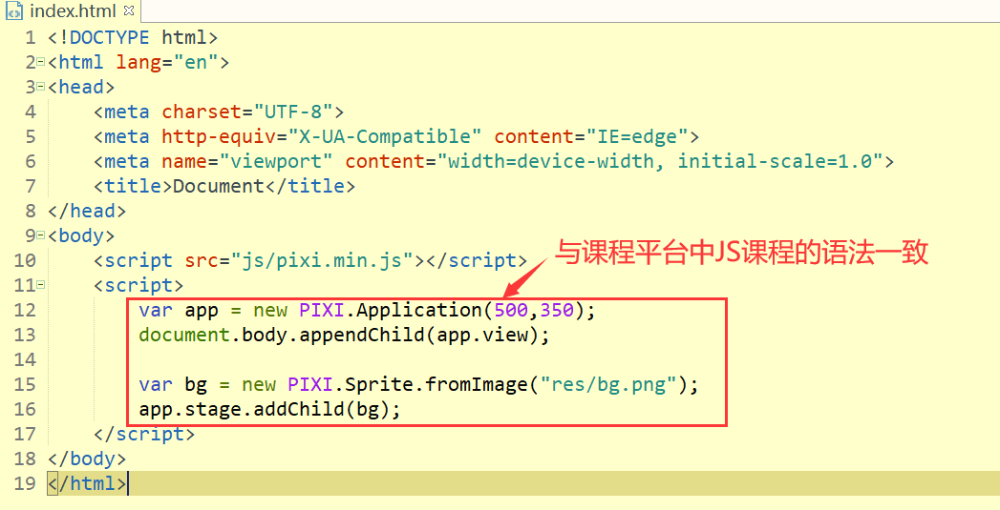 index.html
1 <!DOCTYPE html>
2 <html lang="en">
3 <head>
4     <meta charset="UTF-8">
5     <meta http-equiv="X-UA-Compatible" content="IE=edge">
6     <meta name="viewport" content="width=device-width, initial-scale=1.0">
7     <title>Document</title>
8 </head>
9 <body>
与课程平台中JS课程的语法一致
10     <script src="js/pixi.min.js"></script>
11     <script>
12         var app = new PIXI.Application(500,350);
13         document.body.appendChild(app.view);
14
15         var bg = new PIXI.Sprite.fromImage("res/bg.png");
16         app.stage.addChild(bg);
17     </script>
18 </body>
19 </html>